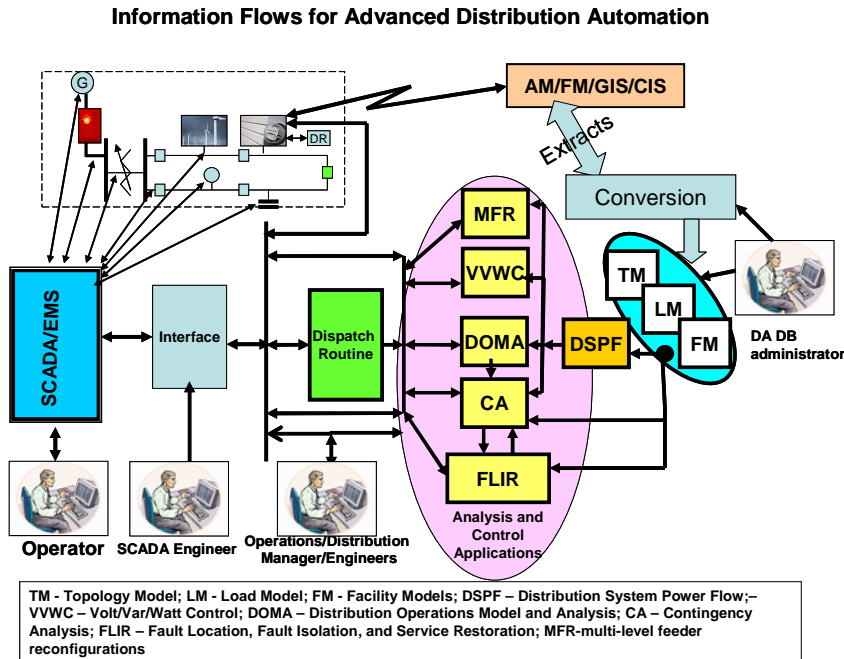 Information Flows for Advanced Distribution Automation
G
DR
AM/FM/GIS/CIS
Extracts
Conversion
MFR
VVWC
TM
LM
FM
SCADA/EMS
Interface
Dispatch
Routine
DOMA
DSPF
CA
FLIR
DA DB
administrator
Analysis and
Control
Applications
Operator
SCADA Engineer
Operations/Distribution
Manager/Engineers
TM - Topology Model; LM - Load Model; FM - Facility Models; DSPF – Distribution System Power Flow;–
VVWC – Volt/Var/Watt Control; DOMA – Distribution Operations Model and Analysis; CA – Contingency
Analysis; FLIR – Fault Location, Fault Isolation, and Service Restoration; MFR-multi-level feeder
reconfigurations